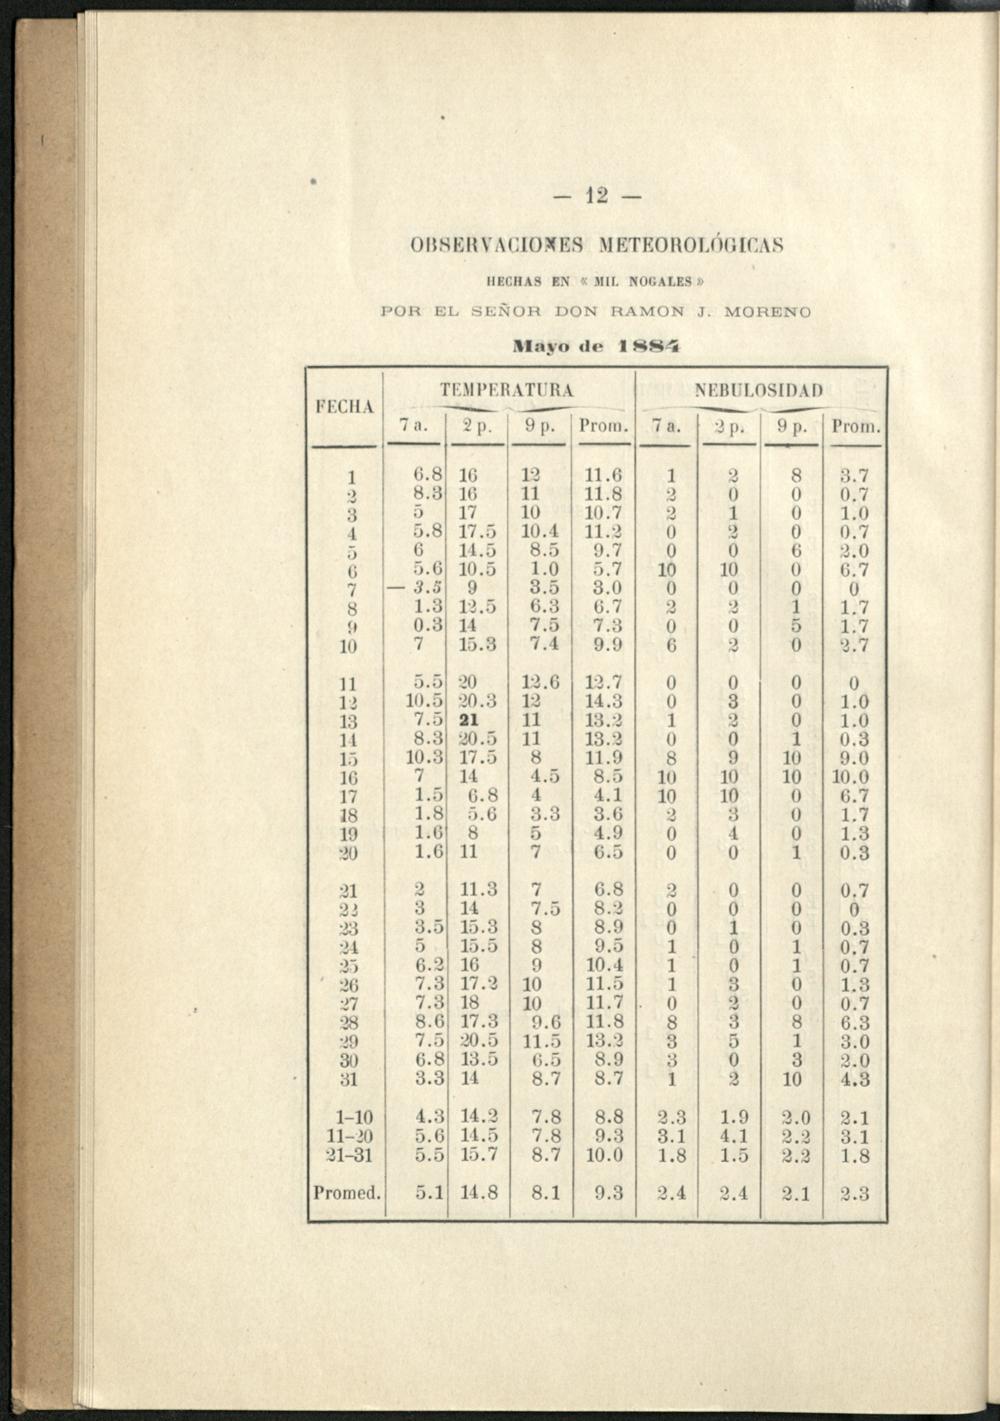 — 12 —
OBSERVACIONES METEOROLÓGICAS
HECHAS EN « MIL NOGALES »
POR EL SEÑOR DON RAMON J. MORENO
Mayo de 1884
FECHA TEMPERATURA NEBULOSIDAD
7 a. 2 p. 9 p. Prom. 7 a. 2 p. 9 p. Prom.
1 6.8 16 12 11.6 1 2 8 3.7
2 8.3 16 11 11.8 2 0 0 0.7
3 5 17 10 10.7 2 1 0 1.0
4 5.8 17.5 10.4 11.2 0 2 0 0.7
5 6 14.5 8.5 9.7 0 0 6 2.0
6 5.6 10.5 1.0 5.7 10 10 0 6.7
7 — 3.5 9 3.5 3.0 0 0 0 0
8 1.3 12.5 6.3 6.7 2 2 1 1.7
9 0.3 14 7.5 7.3 0 0 5 1.7
10 7 15.3 7.4 9.9 6 2 0 2.7
11 5.5 20 12.6 12.7 0 0 0 0
12 10.5 20.3 12 14.3 0 3 0 1.0
13 7.5 21 11 13.2 1 2 0 1.0
14 8.3 20.5 11 13.2 0 0 1 0.3
15 10.3 17.5 8 11.9 8 9 10 9.0
16 7 14 4.5 8.5 10 10 10 10.0
17 1.5 6.8 4 4.1 10 10 0 6.7
18 1.8 5.6 3.3 3.6 2 3 0 1.7
19 1.6 8 5 4.9 0 4 0 1.3
20 1.6 11 7 6.5 0 0 1 0.3
21 2 11.3 7 6.8 2 0 0 0.7
22 3 14 7.5 8.2 0 0 0 0
23 3.5 15.3 8 8.9 0 1 0 0.3
24 5 15.5 8 9.5 1 0 1 0.7
25 6.2 16 9 10.4 1 0 1 0.7
26 7.3 17.2 10 11.5 1 3 0 1.3
27 7.3 18 10 11.7 0 2 0 0.7
28 8.6 17.3 9.6 11.8 8 3 8 6.3
29 7.5 20.5 11.5 13.2 3 5 1 3.0
30 6.8 13.5 6.5 8.9 3 0 3 2.0
31 3.3 14 8.7 8.7 1 2 10 4.3
1-10 4.3 14.2 7.8 8.8 2.3 1.9 2.0 2.1
11-20 5.6 14.5 7.8 9.3 3.1 4.1 2.2 3.1
21-31 5.5 15.7 8.7 10.0 1.8 1.5 2.2 1.8
Promed. 5.1 14.8 8.1 9.3 2.4 2.4 2.1 2.3